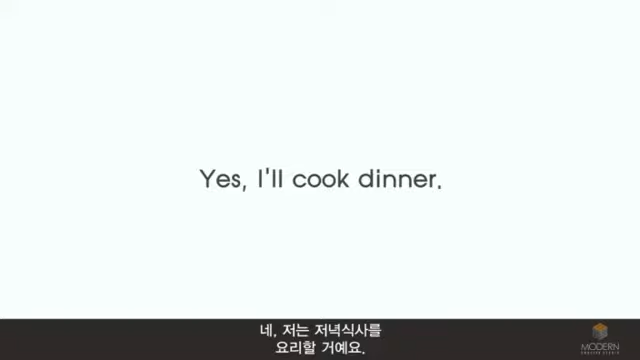 Yes, I'll cook dinner.
네, 저는 저녁식사를
요리할 거예요.
MODERN